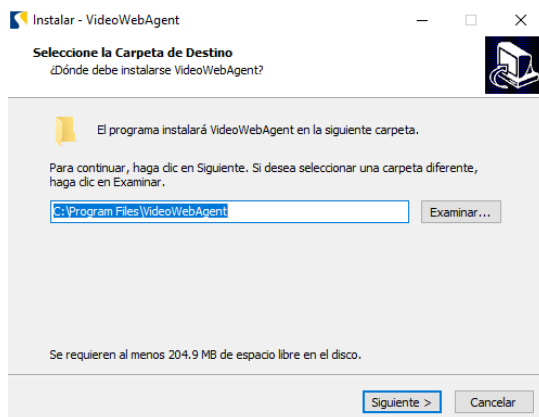 Instalar - VideoWebAgent
Seleccione la Carpeta de Destino
¿Dónde debe instalarse VideoWebAgent?
El programa instalará VideoWebAgent en la siguiente carpeta.
Para continuar, haga clic en Siguiente. Si desea seleccionar una carpeta diferente,
haga clic en Examinar.
C:\Program Files\VideoWebAgent
Examinar...
Se requieren al menos 204.9 MB de espacio libre en el disco.
Siguiente >
Cancelar